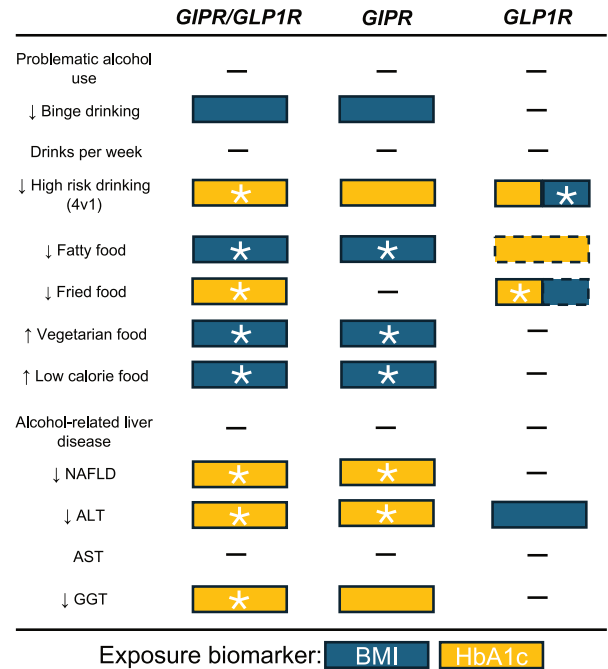 GIPR/GLP1R GIPR GLP1R
Problematic alcohol
use — — —
↓ Binge drinking —
Drinks per week — — —
↓ High risk drinking
(4v1) * *
↓ Fatty food * *
↓ Fried food * — *
↑ Vegetarian food * * —
↑ Low calorie food * * —
Alcohol-related liver
disease — — —
↓ NAFLD * * —
↓ ALT * *
AST — — —
↓ GGT * —
Exposure biomarker: BMI HbA1c